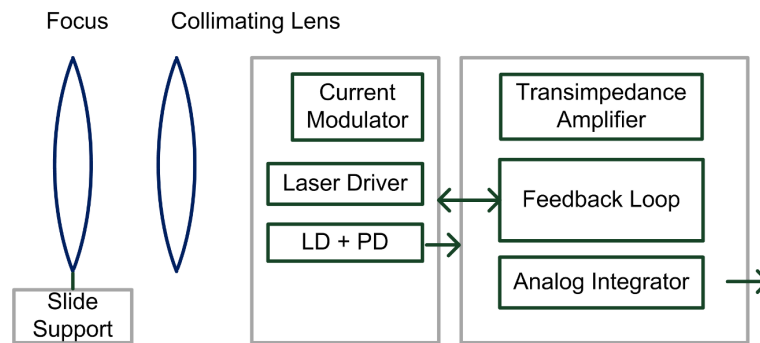 Focus
Collimating Lens
Current
Modulator
Laser Driver
LD + PD
Transimpedance
Amplifier
Feedback Loop
Analog Integrator
Slide
Support